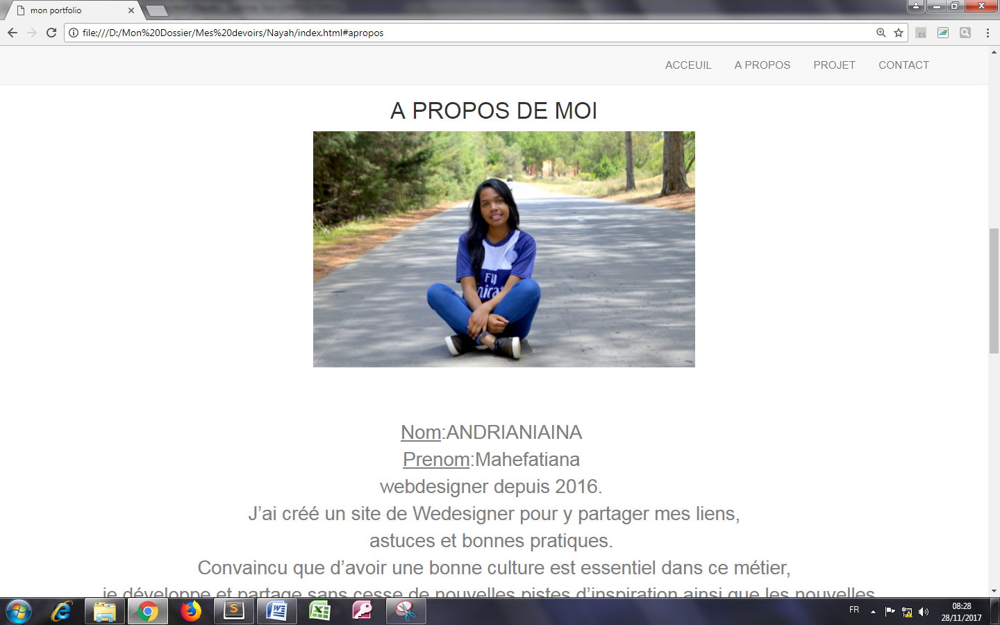 mon portfolio
file:///D:/Mon%20Dossier/Mes%20devoirs/Nayah/index.html#apropos
ES
ACCEUIL A PROPOS PROJET CONTACT
A PROPOS DE MOI
Fly
Nom:ANDRIANIAINA
Prenom:Mahefatiana
webdesigner depuis 2016.
J’ai créé un site de Wedesigner pour y partager mes liens,
astuces et bonnes pratiques.
Convaincu que d’avoir une bonne culture est essentiel dans ce métier,
je développe et partage sans cesse de nouvelles pistes d’inspiration ainsi que les nouvelles
FR
08:28
28/11/2017